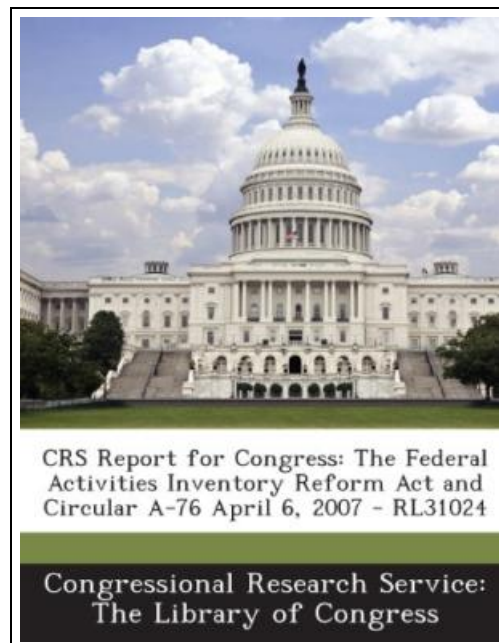 CRS Report for Congress: The Federal
Activities Inventory Reform Act and
Circular A-76 April 6, 2007 - RL31024
Congressional Research Service:
The Library of Congress